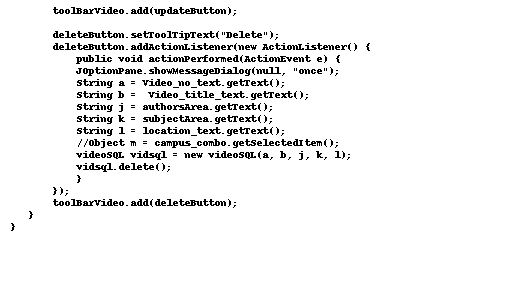 toolBarVideo.add(updateButton);
deleteButton.setToolTipText("Delete");
deleteButton.addActionListener(new ActionListener() {
public void actionPerformed(ActionEvent e) {
JOptionPane.showMessageDialog(null, "once");
String a = Video_no_text.getText();
String b =  Video_title_text.getText();
String j = authorsArea.getText();
String k = subjectArea.getText();
String l = location_text.getText();
//Object m = campus_combo.getSelectedItem();
videoSQL vidsql = new videoSQL(a, b, j, k, l);
vidsql.delete();
}
});
toolBarVideo.add(deleteButton);
}
}